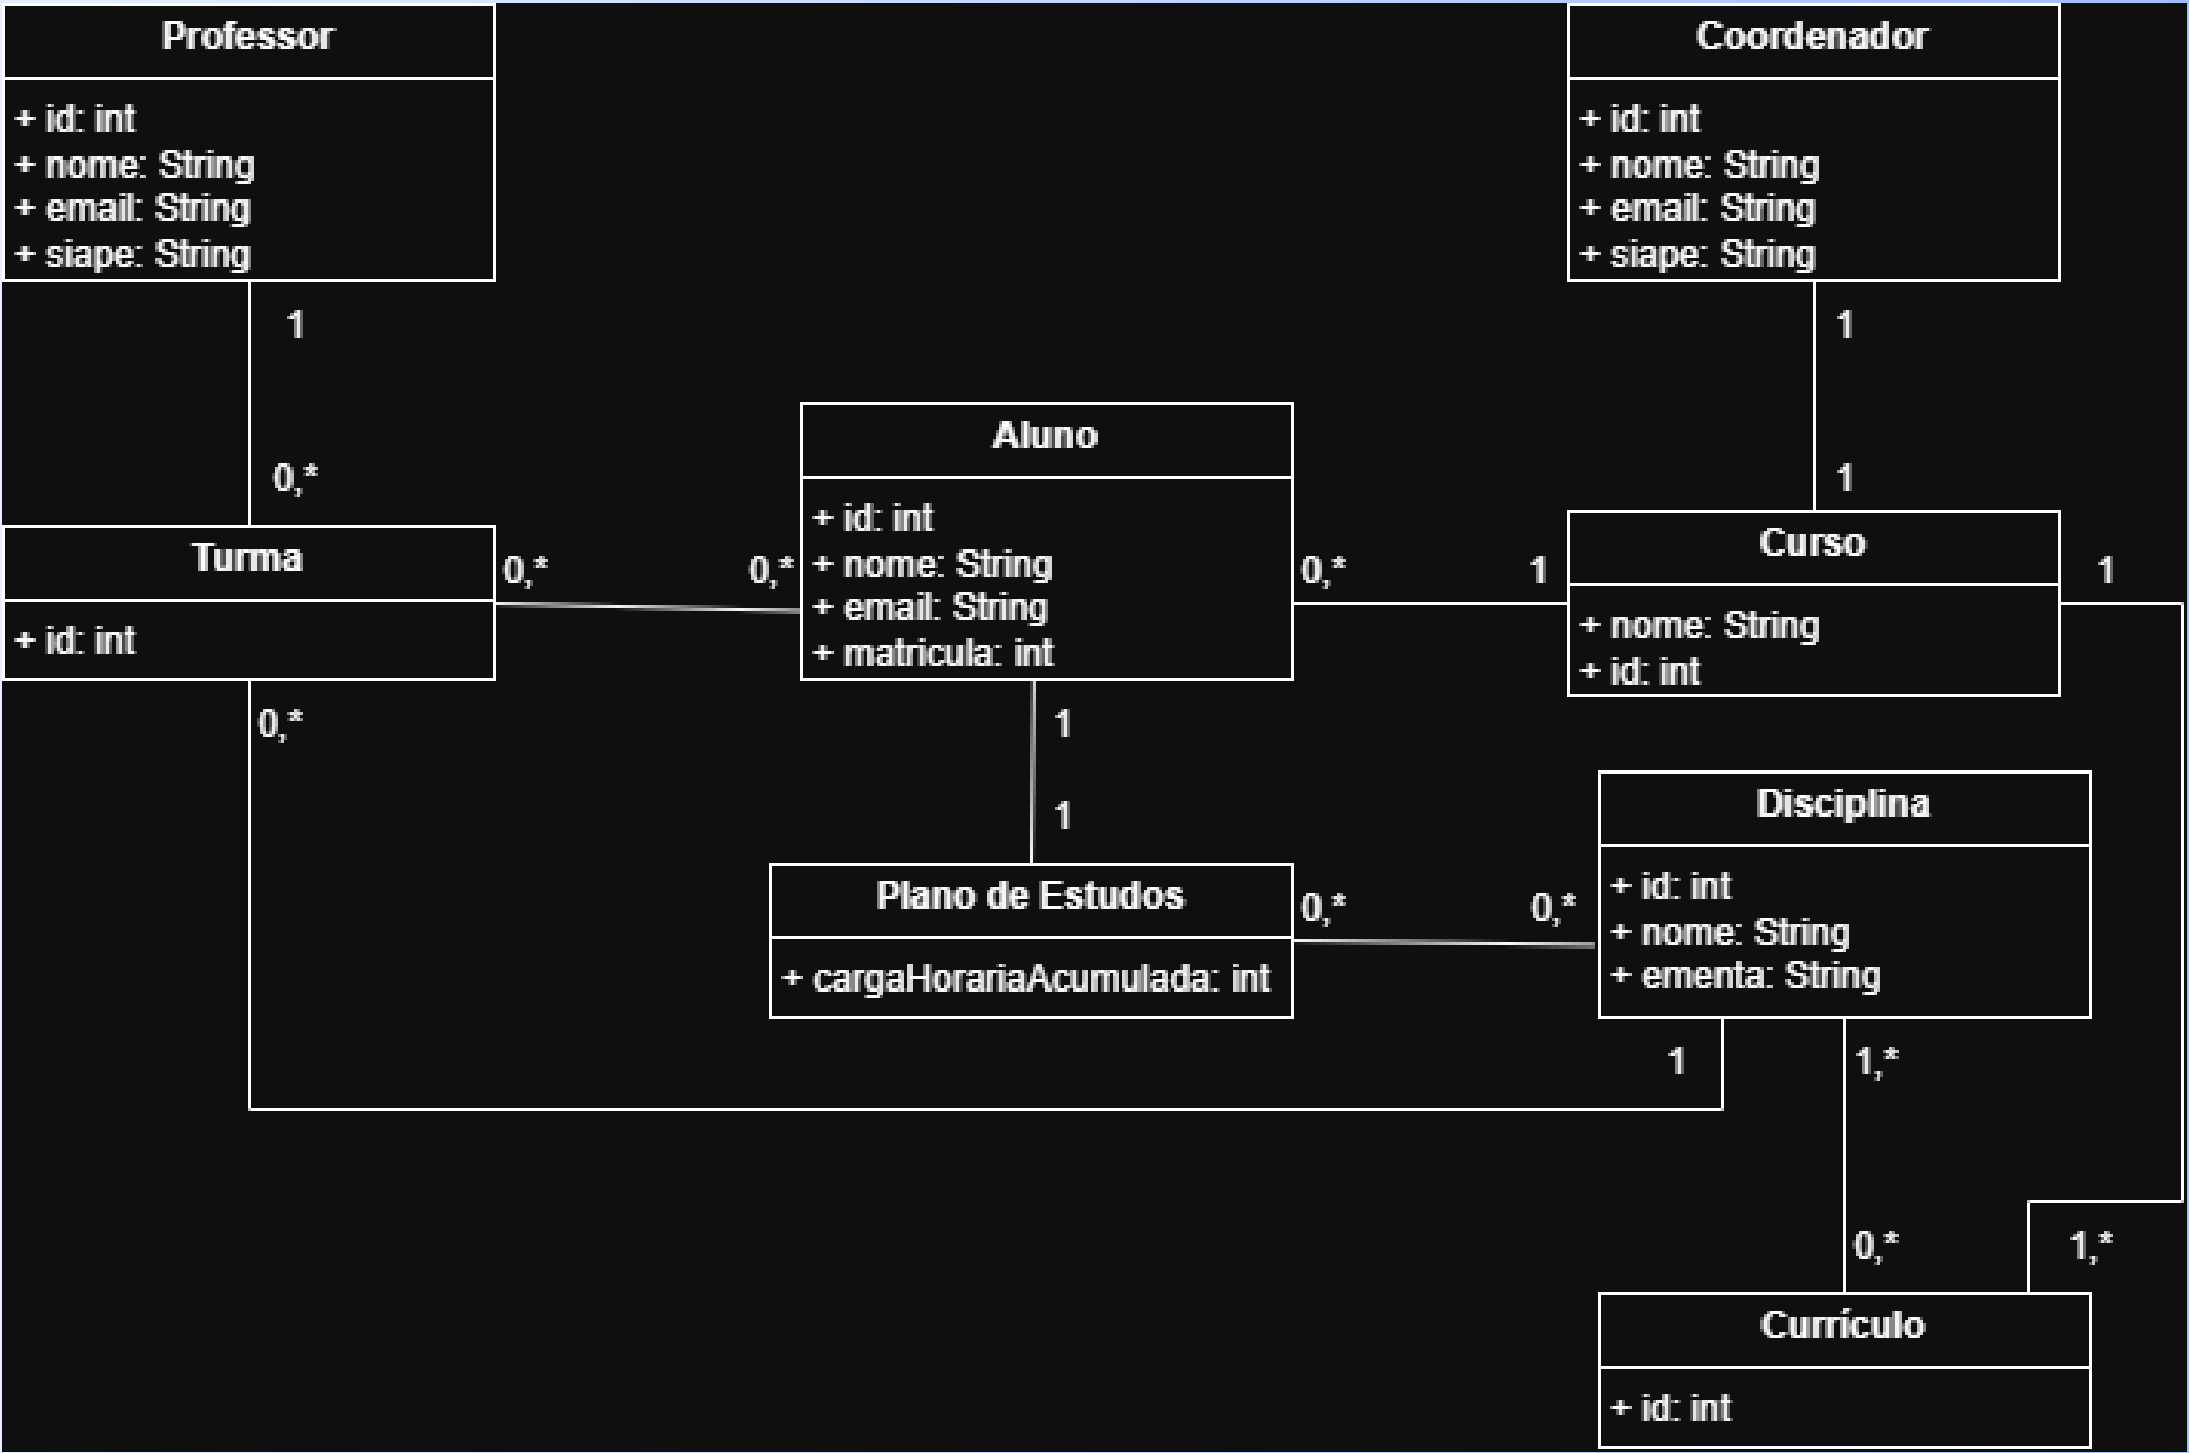 Professor
+ id: int
+ nome: String
+ email: String
+ siape: String
1
0,*
Coordenador
+ id: int
+ nome: String
+ email: String
+ siape: String
1
1
Turma
+ id: int
0,*
0,*
0,*
Aluno
+ id: int
+ nome: String
+ email: String
+ matricula: int
0,*
1
1
1
Curso
+ nome: String
+ id: int
1
Plano de Estudos
+ cargaHorariaAcumulada: int
0,*
0,*
Disciplina
+ id: int
+ nome: String
+ ementa: String
1
1,*
0,*
1,*
Currículo
+ id: int